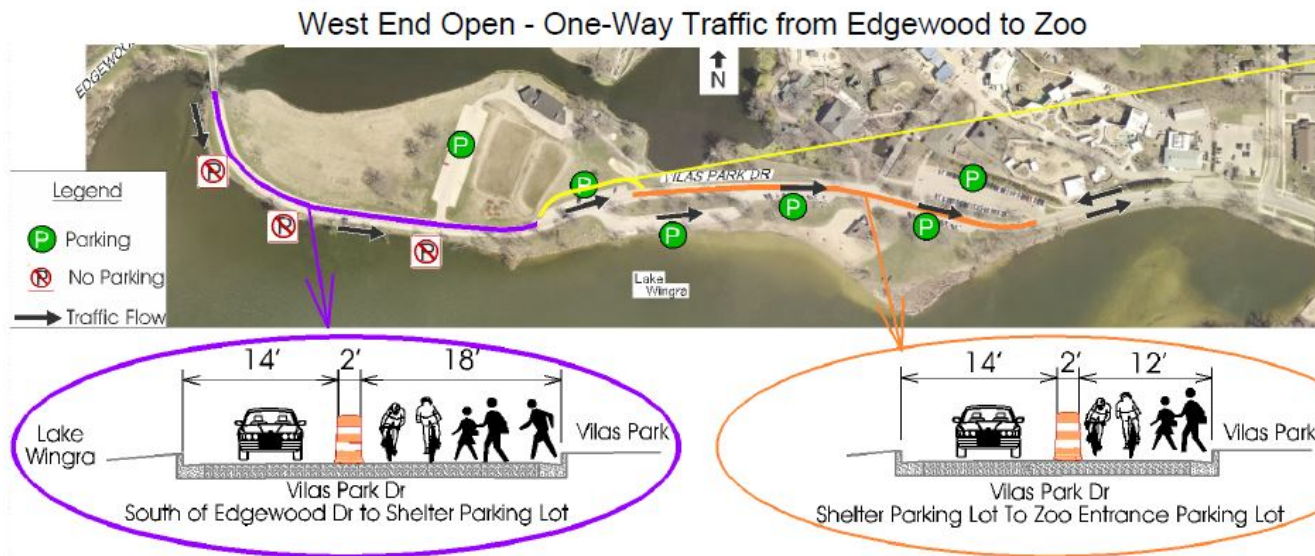 West End Open - One-Way Traffic from Edgewood to Zoo
EDGEWOO
N
P
P
VILAS PARK DR
P
P
P
P
P
P
P
Lake
Wingra
Legend
P Parking
P No Parking
Traffic Flow
14' 2' 18'
Lake
Wingra
Vilas Park
Vilas Park Dr
South of Edgewood Dr to Shelter Parking Lot
14' 2' 12'
Vilas Park
Vilas Park Dr
Shelter Parking Lot To Zoo Entrance Parking Lot